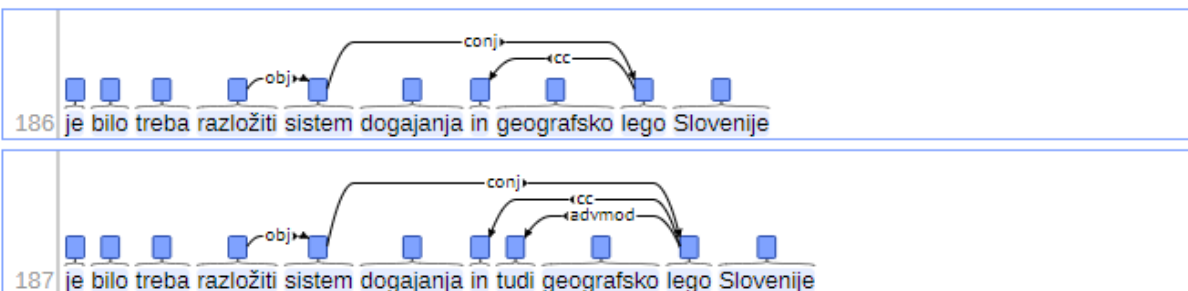 conj
cc
obj
186 je bilo treba razložiti sistem dogajanja in geografsko lego Slovenije
conj
cc
advmod
obj
187 je bilo treba razložiti sistem dogajanja in tudi geografsko lego Slovenije